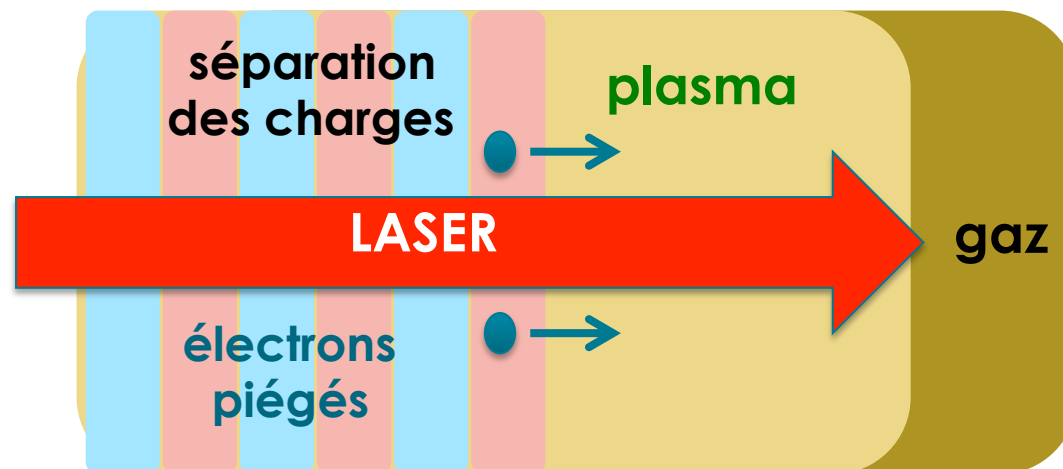 séparation
des charges
plasma
LASER
gaz
électrons
piégés